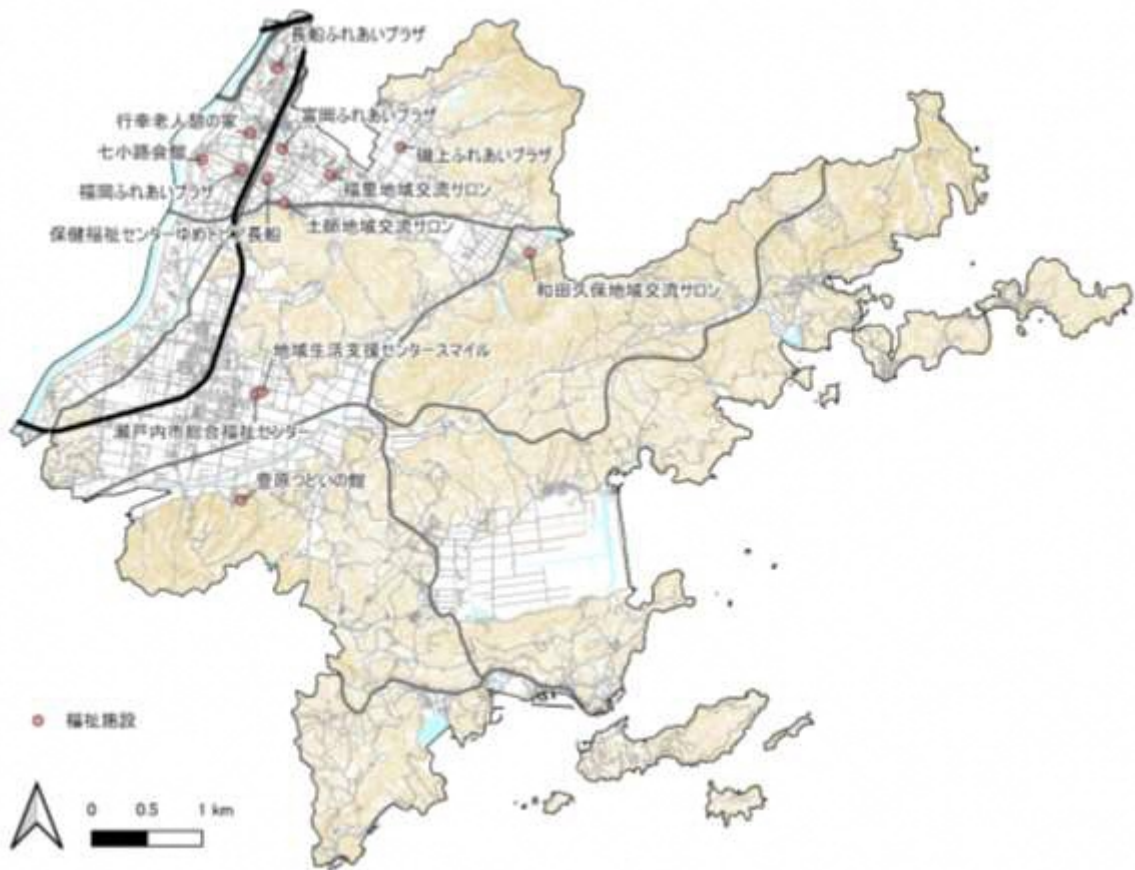 長船ふれあいプラザ
行幸老人憩の家
富岡ふれあいプラザ
七小路会館
磯上ふれあいプラザ
福岡ふれあいプラザ
福里地域交流サロン
土師地域交流サロン
保健福祉センターゆめトピア長船
和田久保地域交流サロン
地域生活支援センタースマイル
瀬戸内市総合福祉センター
豊原つどいの館
福祉施設
0 0.5 1 km